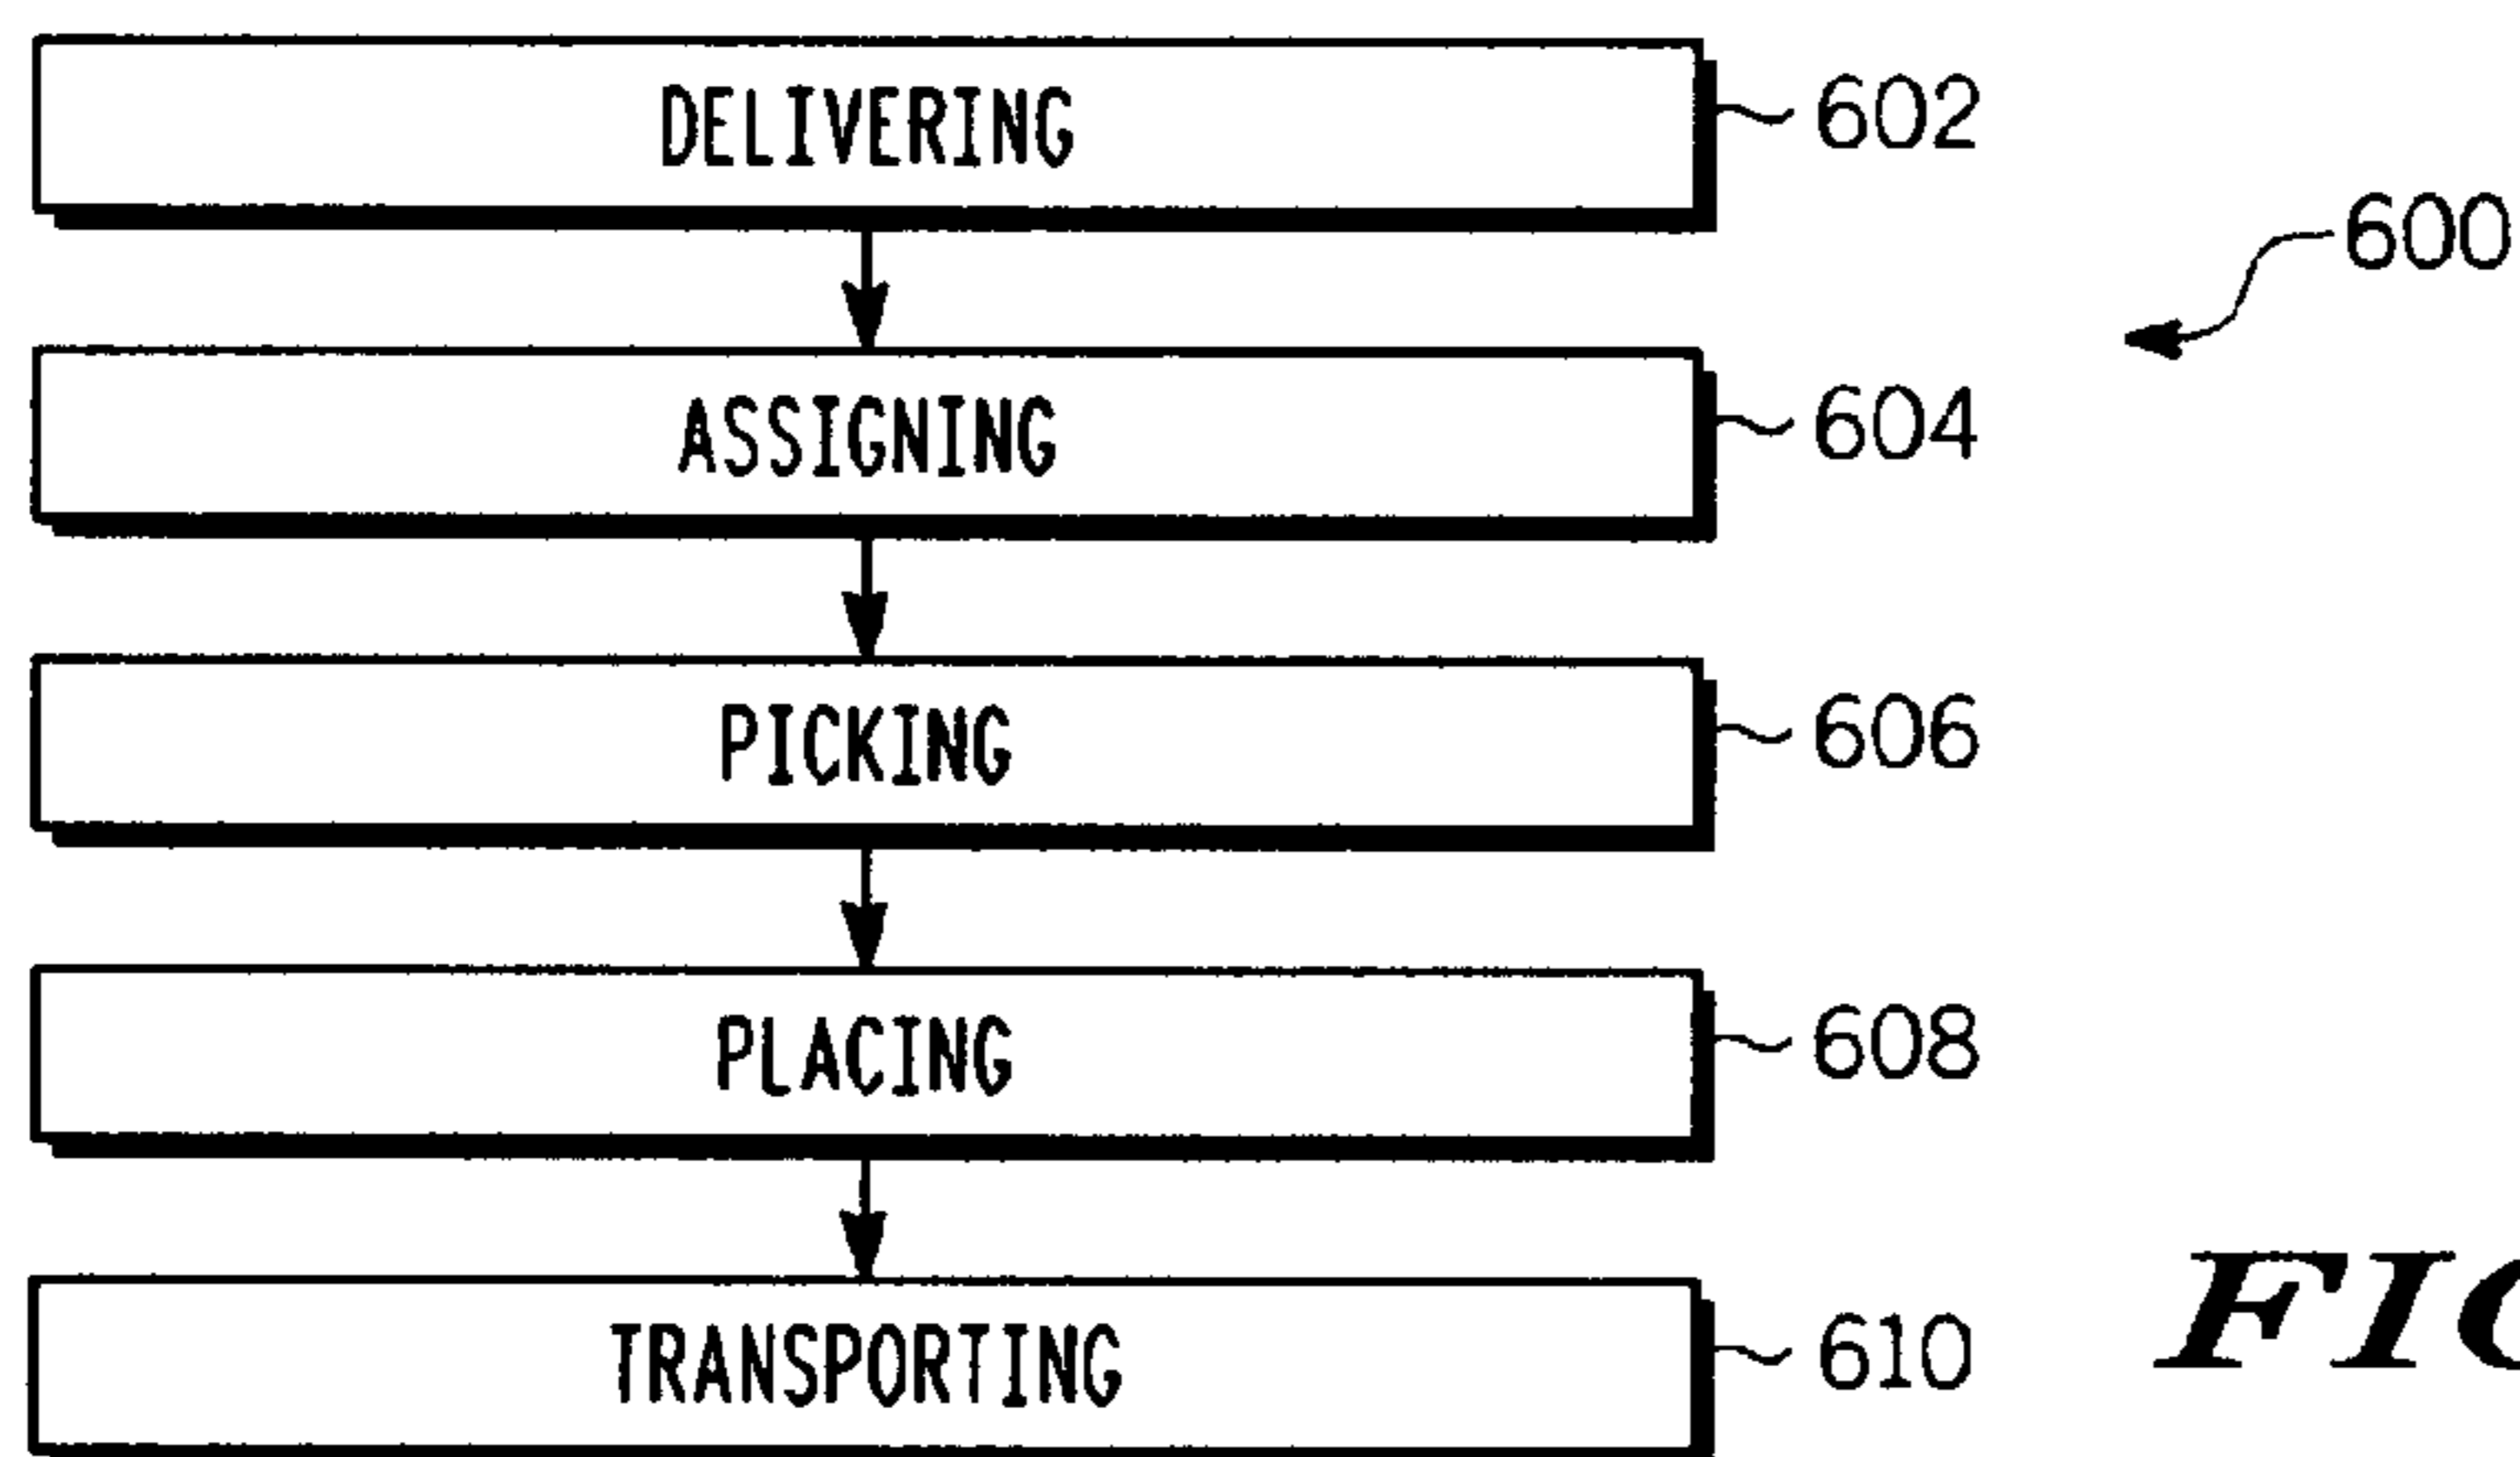 DELIVERING 602
600
ASSIGNING 604
PICKING 606
PLACING 608
TRANSPORTING 610